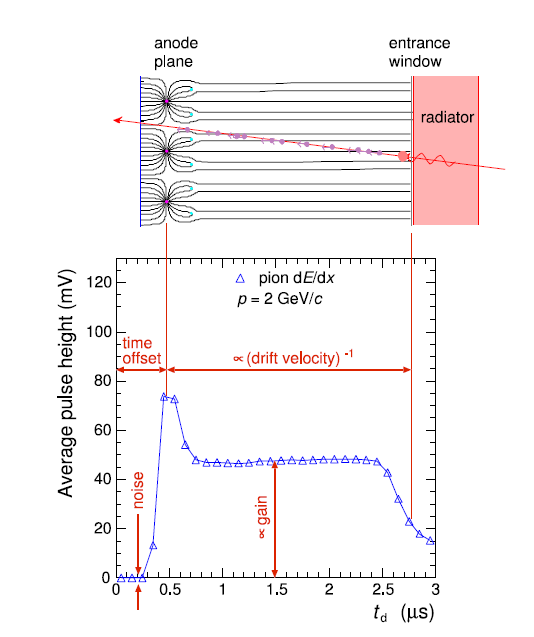 anode
plane
entrance
window
radiator
pion dE/dx
p = 2 GeV/c
time
offset
∝ (drift velocity) -1
noise
∝ gain
Average pulse height (mV)
120
100
80
60
40
20
0
0 0.5 1 1.5 2 2.5 3
td (μs)